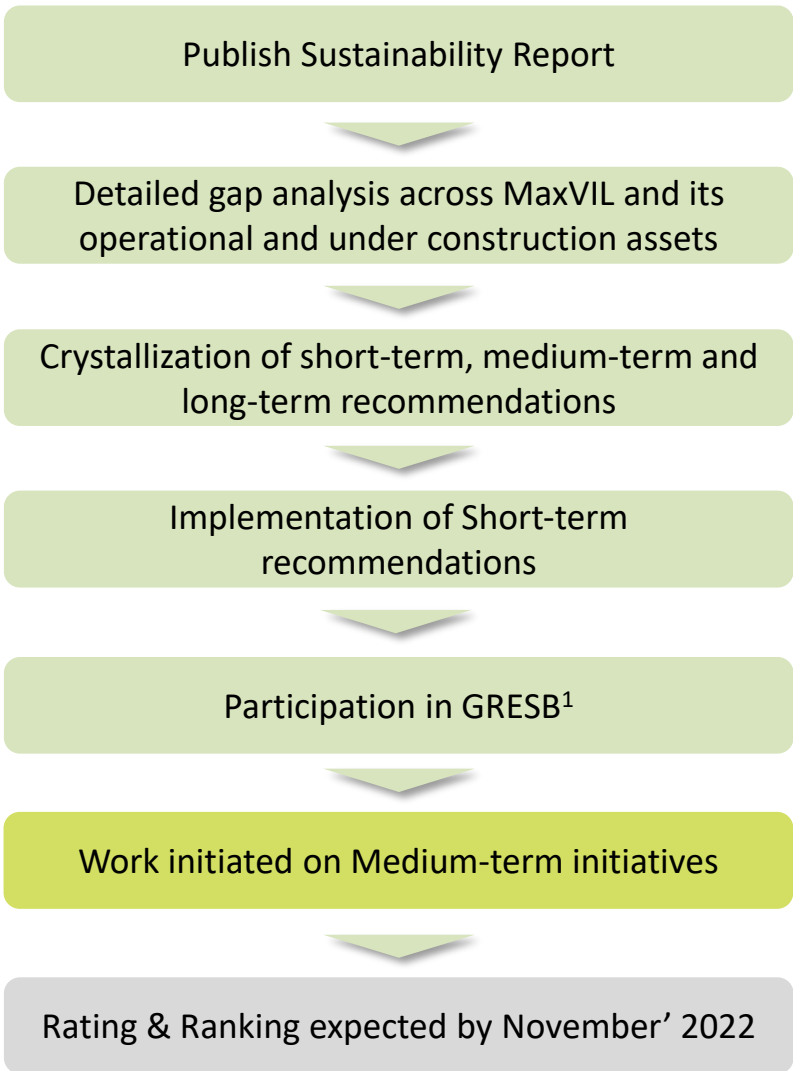 Publish Sustainability Report
Detailed gap analysis across MaxVIL and its
operational and under construction assets
Crystallization of short-term, medium-term and
long-term recommendations
Implementation of Short-term
recommendations
Participation in GRESB¹
Work initiated on Medium-term initiatives
Rating & Ranking expected by November’ 2022